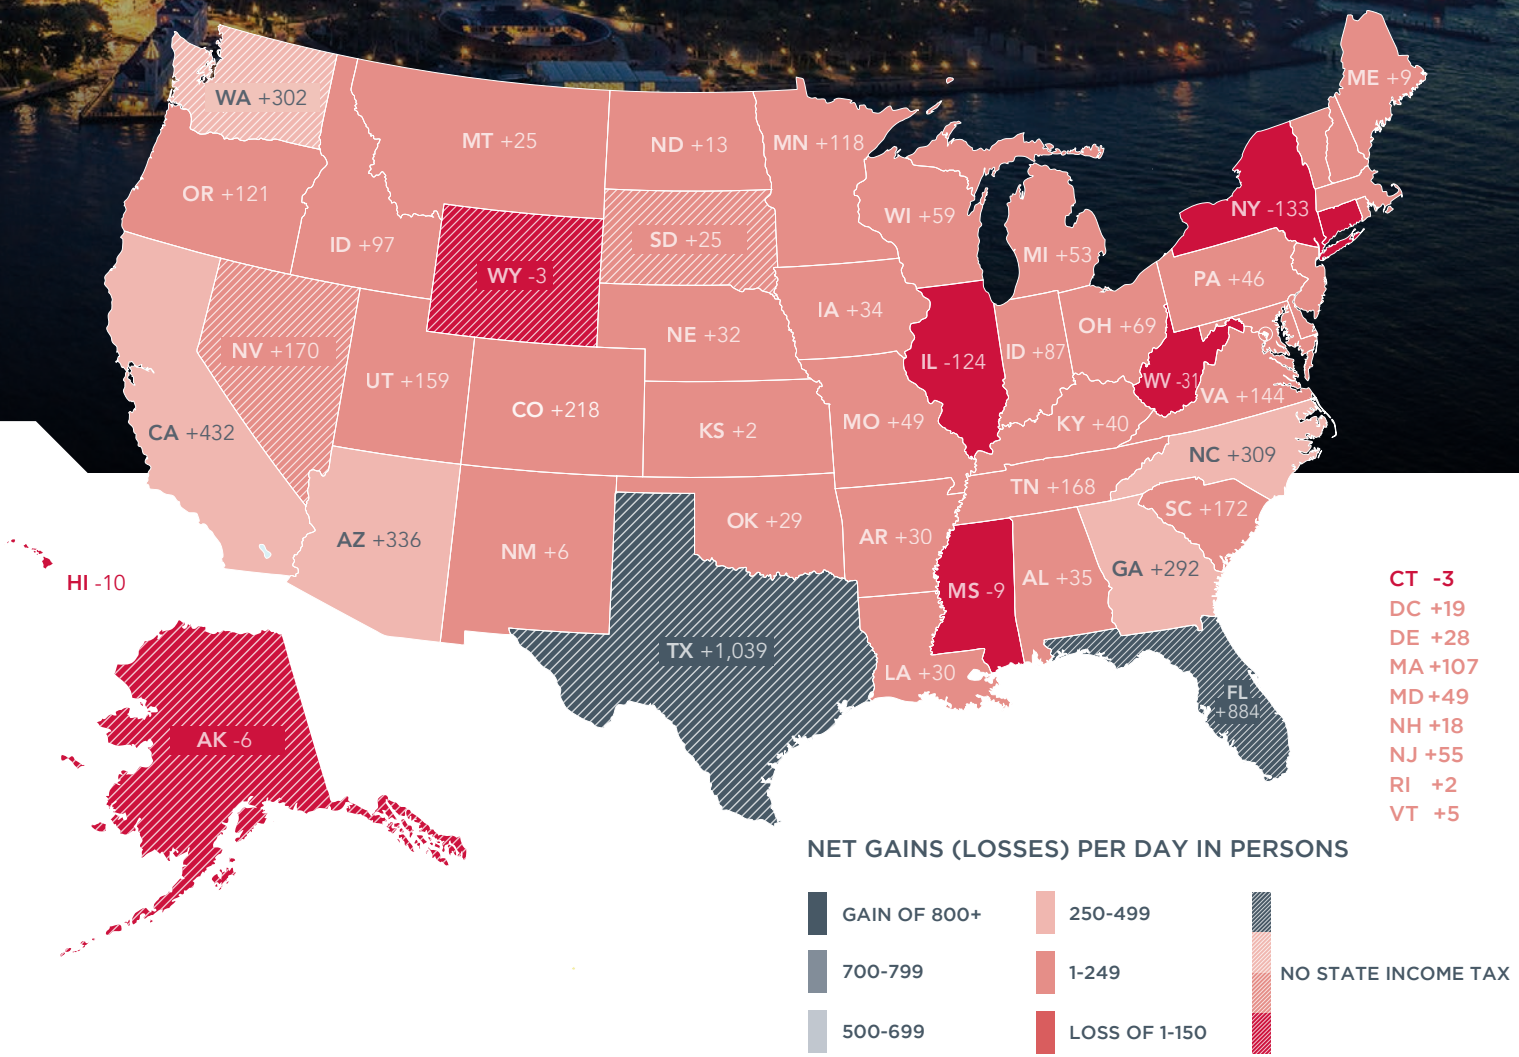 ME +9
WA +302
MT +25
ND +13
MN +118
OR +121
ID +97
WY -3
SD +25
WI +59
MI +53
NY -133
PA +46
NV +170
UT +159
CO +218
NE +32
IA +34
IL -124
ID +87
OH +69
WV -31
VA +144
CA +432
KS +2
MO +49
KY +40
NC +309
AZ +336
NM +6
OK +29
AR +30
TN +168
SC +172
HI -10
TX +1,039
LA +30
MS -9
AL +35
GA +292
FL
+884
AK -6
CT -3
DC +19
DE +28
MA +107
MD +49
NH +18
NJ +55
RI +2
VT +5
NET GAINS (LOSSES) PER DAY IN PERSONS
GAIN OF 800+
700-799
500-699
250-499
1-249
LOSS OF 1-150
NO STATE INCOME TAX